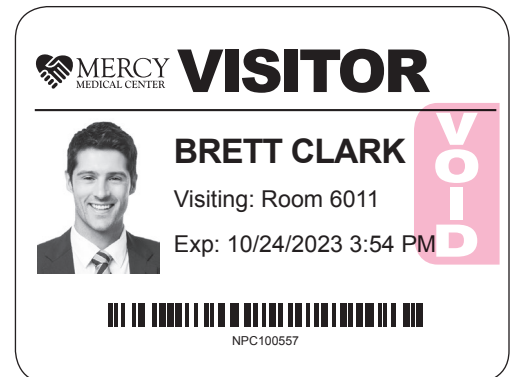 MERCY
MEDICAL CENTER
VISITOR
BRETT CLARK
Visiting: Room 6011
Exp: 10/24/2023 3:54 PM
VOID
NPC100557